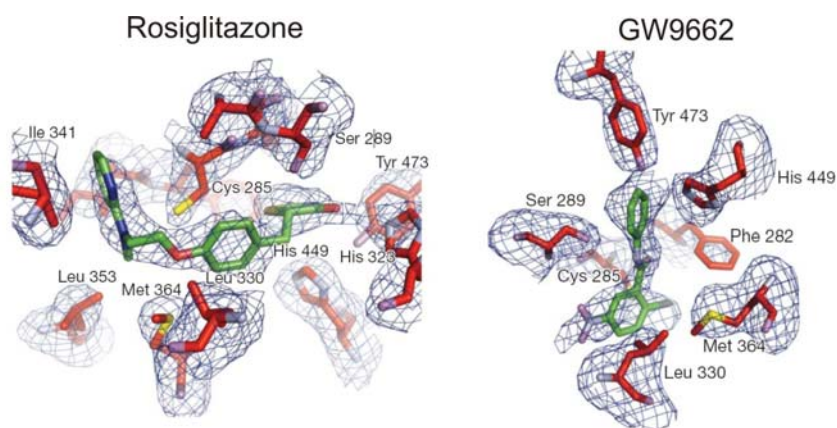 Rosiglitazone
GW9662
Ile 341
Ser 289
Cys 285
Tyr 473
His 449
His 323
Leu 353
Leu 330
Met 364
Tyr 473
His 449
Ser 289
Phe 282
Cys 285
Met 364
Leu 330